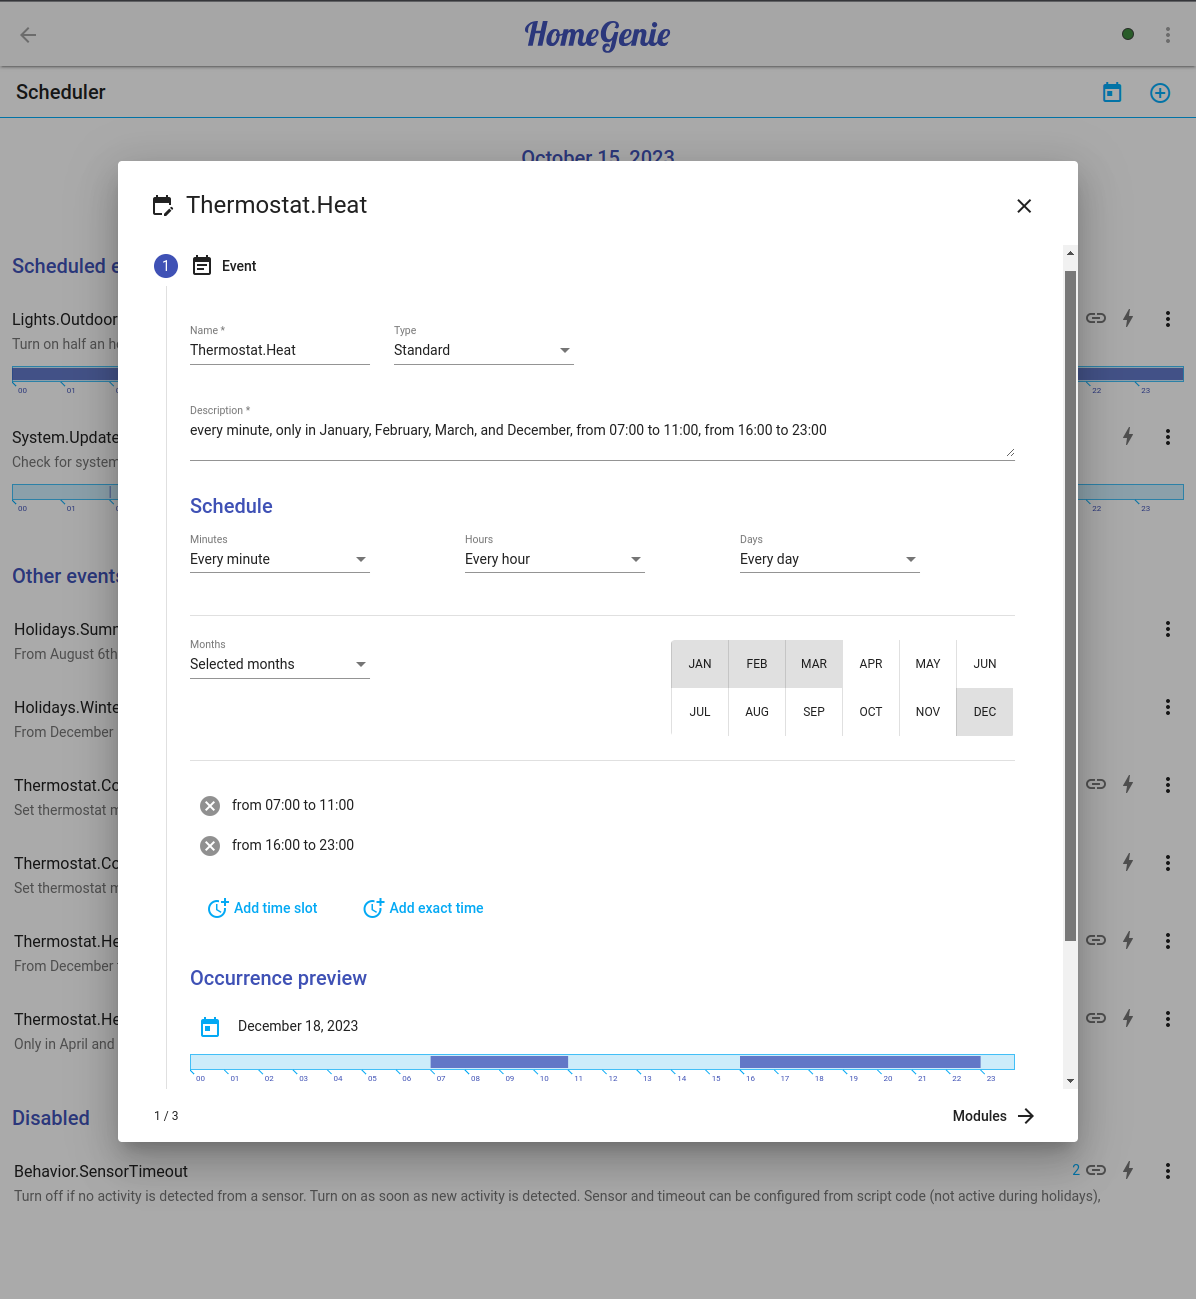 HomeGenie
Scheduler
October 15, 2023
Thermostat.Heat
1 Event
Name *
Thermostat.Heat
Type
Standard
Description *
every minute, only in January, February, March, and December, from 07:00 to 11:00, from 16:00 to 23:00
Schedule
Minutes
Every minute
Hours
Every hour
Days
Every day
Months
Selected months
JAN FEB MAR APR MAY JUN
JUL AUG SEP OCT NOV DEC
from 07:00 to 11:00
from 16:00 to 23:00
Add time slot Add exact time
Occurrence preview
December 18, 2023
00 01 02 03 04 05 06 07 08 09 10 11 12 13 14 15 16 17 18 19 20 21 22 23
1 / 3 Modules
Scheduled
Lights.Outdoor
Turn on half an
00 01 22 23
System.Update
Check for system
00 01 22 23
Other events
Holidays.Summ
From August 6th
Holidays.Winte
From December
Thermostat.Co
Set thermostat
Thermostat.Co
Set thermostat
Thermostat.He
From December
Thermostat.He
Only in April and
Disabled
Behavior.SensorTimeout 2
Turn off if no activity is detected from a sensor. Turn on as soon as new activity is detected. Sensor and timeout can be configured from script code (not active during holidays),